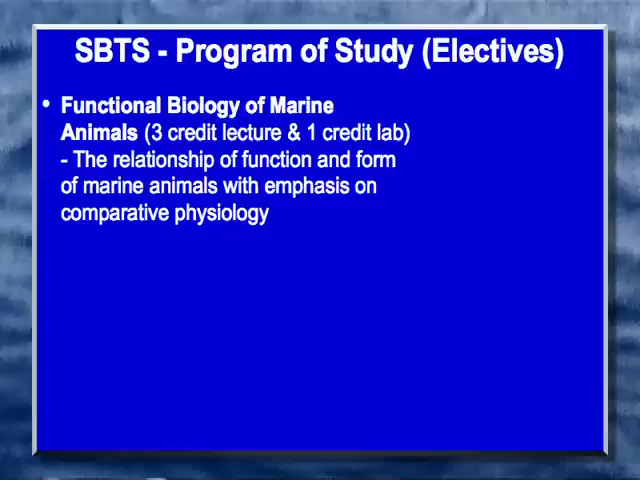 SBTS - Program of Study (Electives)
• Functional Biology of Marine
Animals (3 credit lecture & 1 credit lab)
- The relationship of function and form
of marine animals with emphasis on
comparative physiology